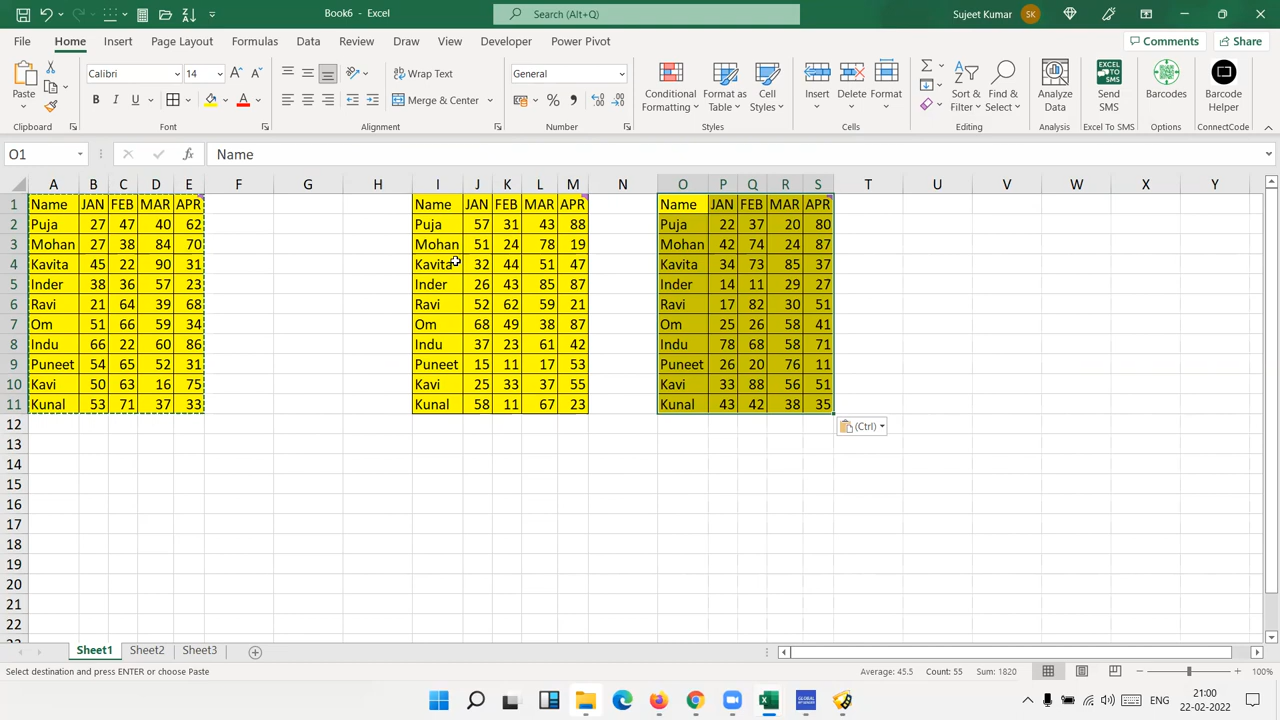 Book6 - Excel
Search (Alt+Q)
Sujeet Kumar
SK
File Home Insert Page Layout Formulas Data Review View Draw Developer Power Pivot
Comments
Share
Paste
Calibri
14
Wrap Text
Merge & Center
General
Conditional Formatting
Format as Table
Cell Styles
Insert
Delete
Format
Sort & Filter
Find & Select
Analyze Data
Send SMS
Barcodes
Barcode Helper
Clipboard
Font
Alignment
Number
Styles
Cells
Editing
Analysis
Excel To SMS
Options
ConnectCode
O1
fx
Name
A B C D E F G H I J K L M N O P Q R S T U V W X Y
1 Name JAN FEB MAR APR Name JAN FEB MAR APR Name JAN FEB MAR APR
2 Puja 27 47 40 62 Puja 57 31 43 88 Puja 22 37 20 80
3 Mohan 27 38 84 70 Mohan 51 24 78 19 Mohan 42 74 24 87
4 Kavita 45 22 90 31 Kavita 32 44 51 47 Kavita 34 73 85 37
5 Inder 38 36 57 23 Inder 26 43 85 87 Inder 14 11 29 27
6 Ravi 21 64 39 68 Ravi 52 62 59 21 Ravi 17 82 30 51
7 Om 51 66 59 34 Om 68 49 38 87 Om 25 26 58 41
8 Indu 66 22 60 86 Indu 37 23 61 42 Indu 78 68 58 71
9 Puneet 54 65 52 31 Puneet 15 11 17 53 Puneet 26 20 76 11
10 Kavi 50 63 16 75 Kavi 25 33 37 55 Kavi 33 88 56 51
11 Kunal 53 71 37 33 Kunal 58 11 67 23 Kunal 43 42 38 35
12
(Ctrl)
13
14
15
16
17
18
19
20
21
22
Sheet1 Sheet2 Sheet3
Select destination and press ENTER or choose Paste
Average: 45.5 Count: 55 Sum: 1820
100%
ENG
21:00
22-02-2022